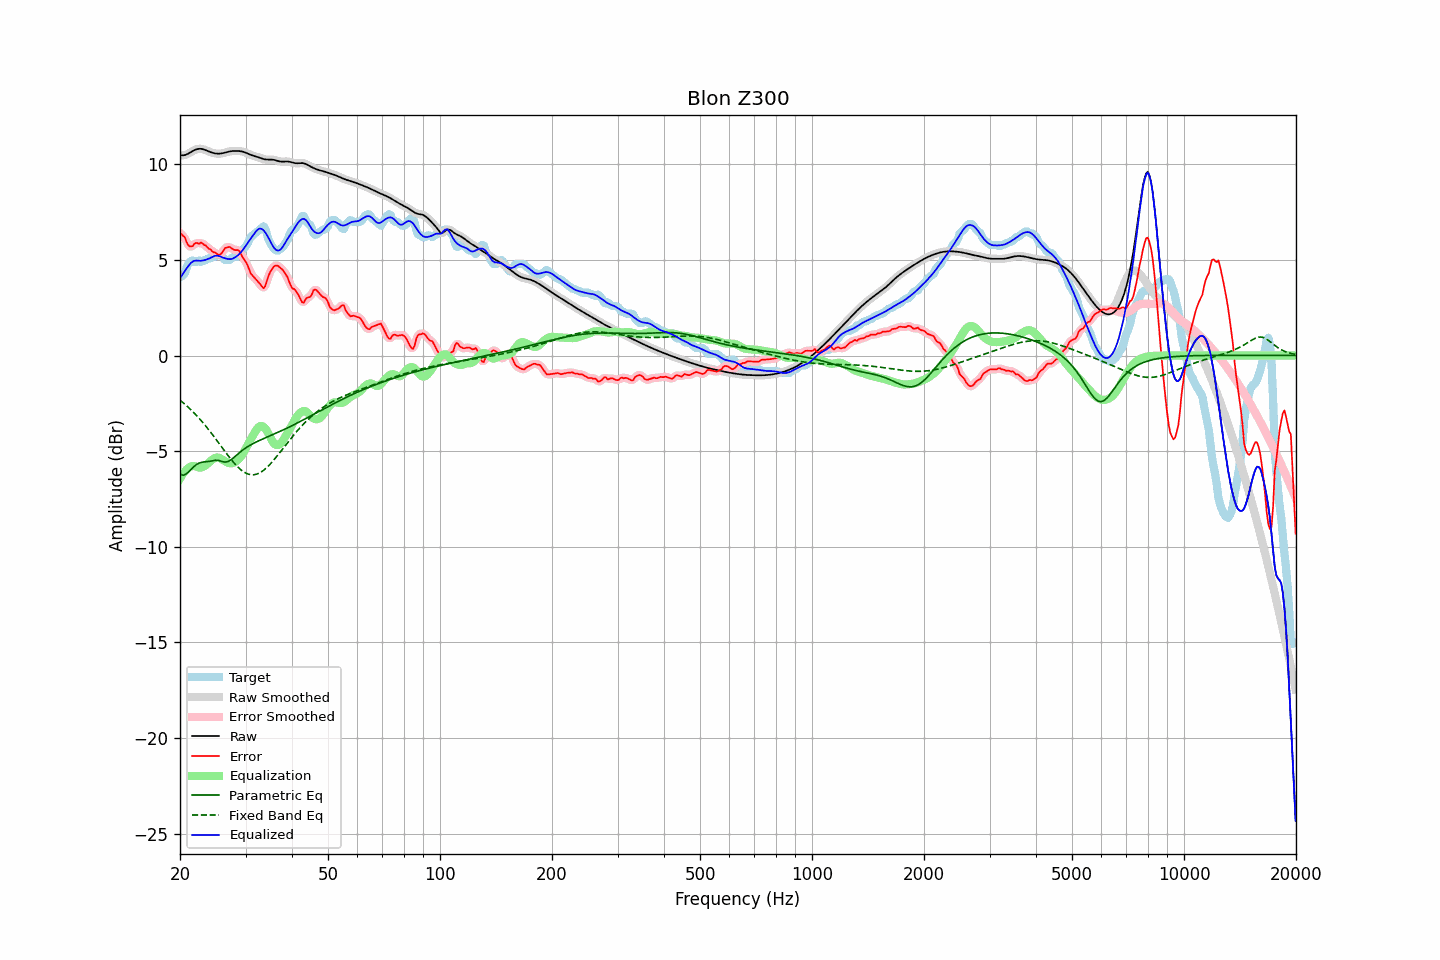 Blon Z300
Amplitude (dBr)
10
5
0
−5
−10
−15
−20
−25
Target
Raw Smoothed
Error Smoothed
Raw
Error
Equalization
Parametric Eq
Fixed Band Eq
Equalized
20 50 100 200 500 1000 2000 5000 10000 20000
Frequency (Hz)